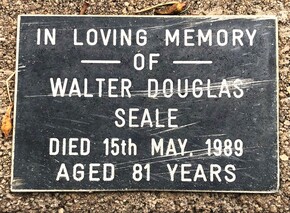 IN LOVING MEMORY
— OF —
WALTER DOUGLAS
SEALE
DIED 15th MAY, 1989
AGED 81 YEARS